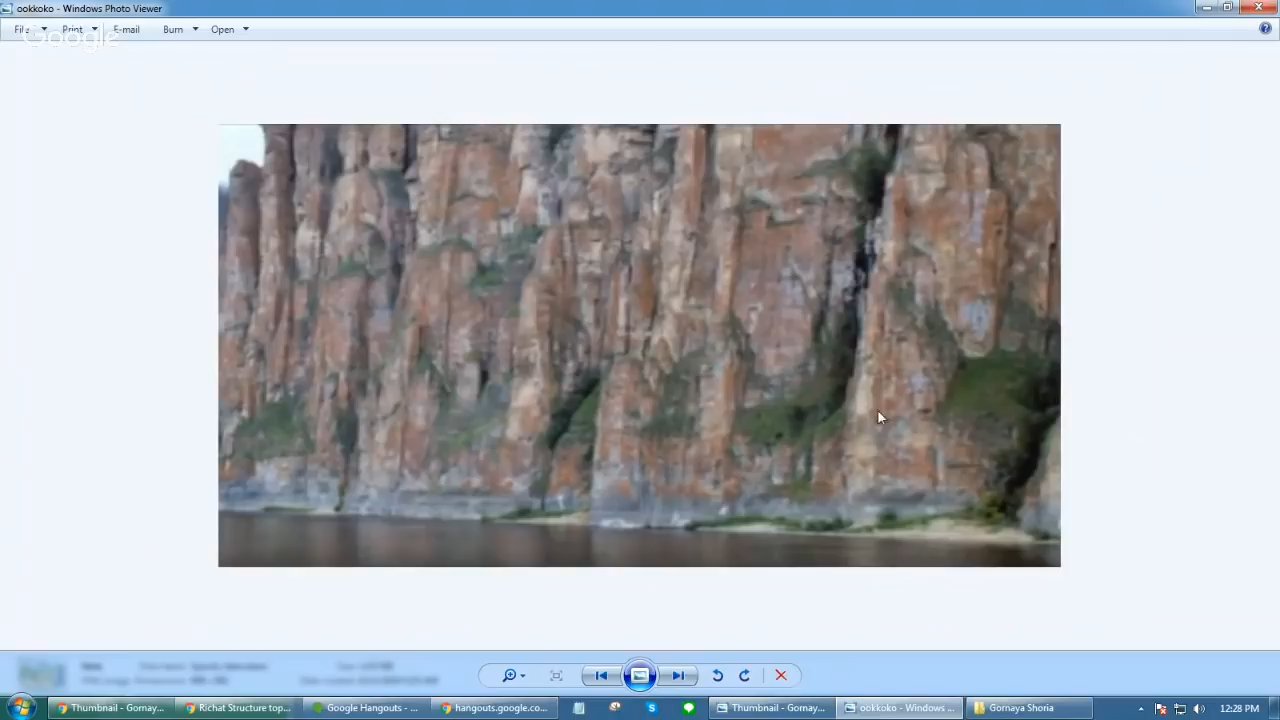 ookkoko - Windows Photo Viewer
File Print E-mail Burn Open
Google
Thumbnail - Gornay...
Richat Structure top...
Google Hangouts - ...
hangouts.google.co...
Thumbnail - Gornay...
ookkoko - Windows ...
Gornaya Shoria
12:28 PM